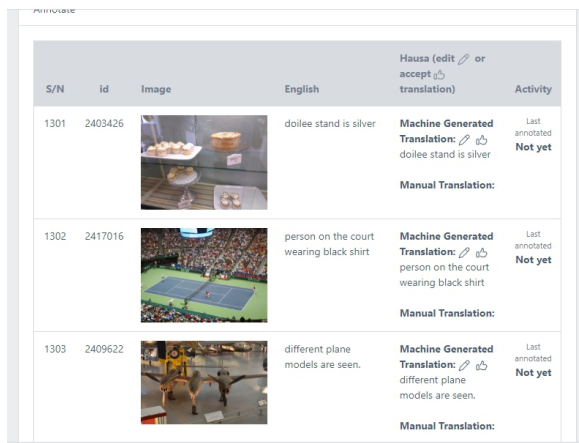 Annotate
Hausa (edit or
accept
S/N id Image English translation) Activity
1301 2403426 doilee stand is silver Machine Generated Last
Translation: annotated
doilee stand is silver Not yet
Manual Translation:
1302 2417016 person on the court Machine Generated Last
wearing black shirt Translation: annotated
person on the court Not yet
wearing black shirt
Manual Translation:
1303 2409622 different plane Machine Generated Last
models are seen. Translation: annotated
different plane Not yet
models are seen.
Manual Translation: